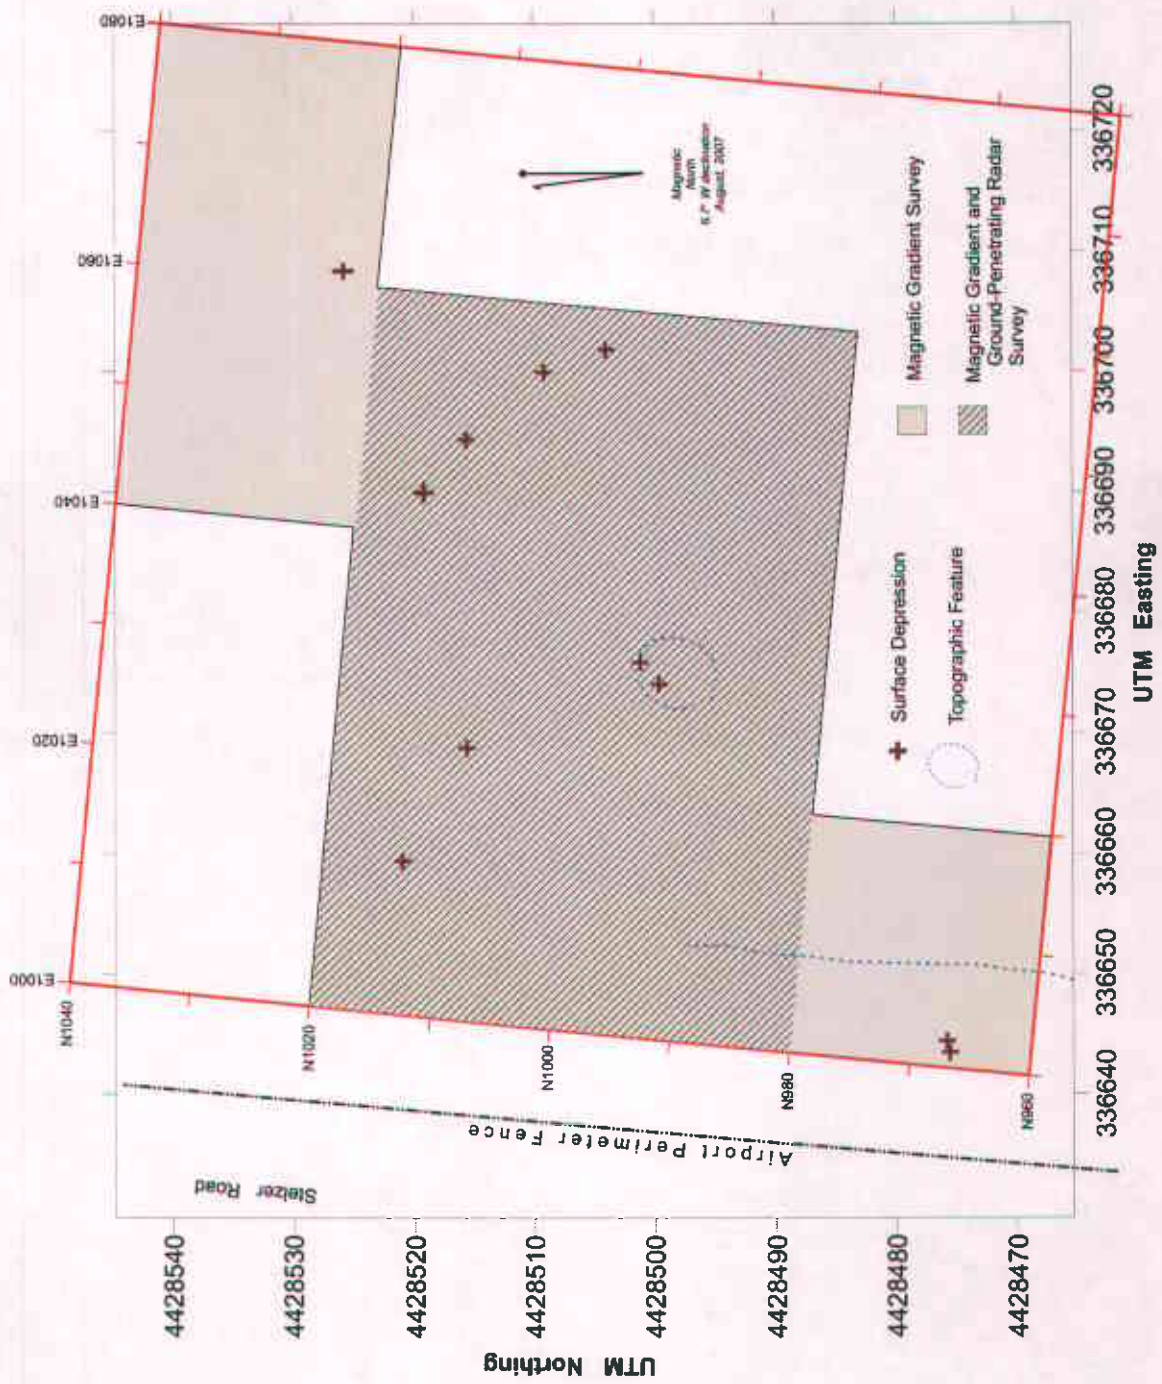 E1000
E1020
E1040
E1060
E1080
N1040
N1020
N1000
N980
N960
Stelzer Road
Airport Perimeter Fence
Magnetic
North
W declination
August, 2007
Surface Depression
Topographic Feature
Magnetic Gradient Survey
Magnetic Gradient and
Ground-Penetrating Radar
Survey
4428540
4428530
4428520
4428510
4428500
4428490
4428480
4428470
UTM Northing
336640
336650
336660
336670
336680
336690
336700
336710
336720
UTM Easting